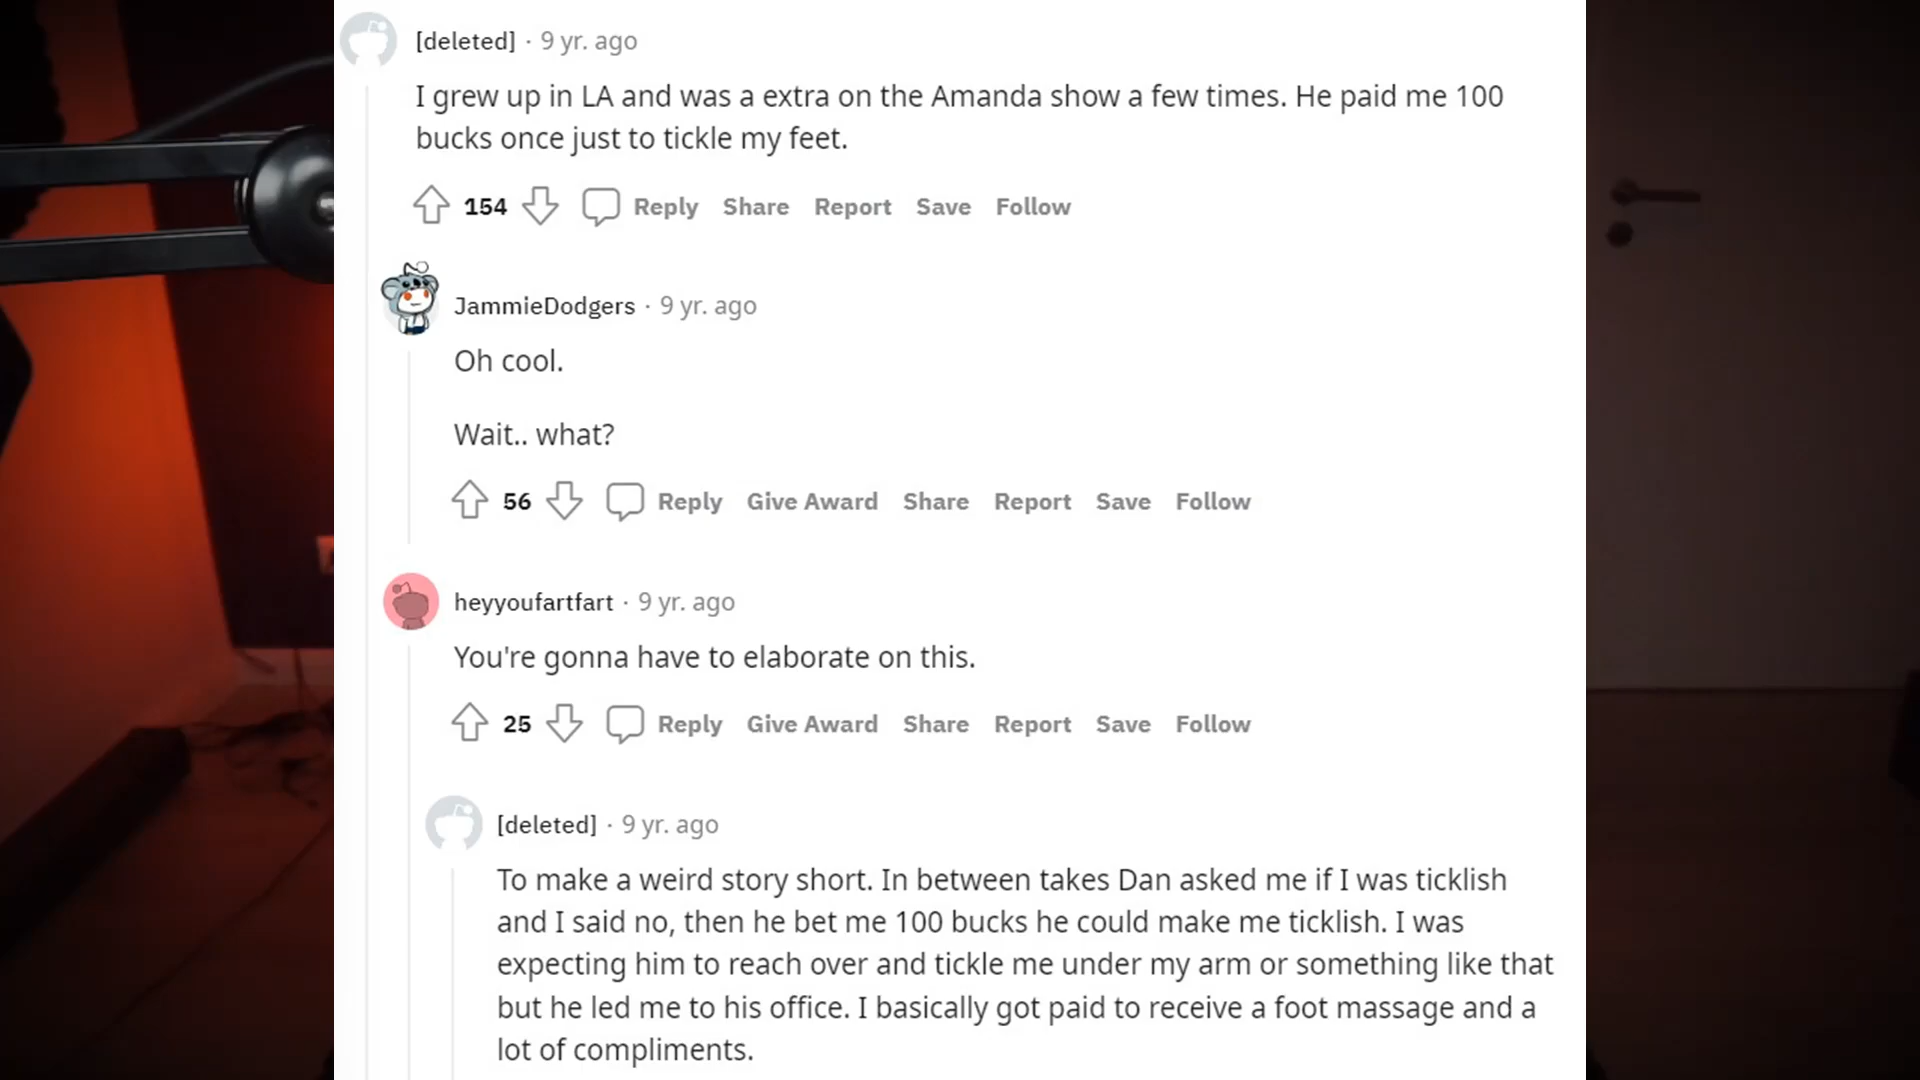 [deleted] · 9 yr. ago
I grew up in LA and was a extra on the Amanda show a few times. He paid me 100
bucks once just to tickle my feet.
154 Reply Share Report Save Follow
JammieDodgers · 9 yr. ago
Oh cool.
Wait.. what?
56 Reply Give Award Share Report Save Follow
heyyoufartfart · 9 yr. ago
You're gonna have to elaborate on this.
25 Reply Give Award Share Report Save Follow
[deleted] · 9 yr. ago
To make a weird story short. In between takes Dan asked me if I was ticklish
and I said no, then he bet me 100 bucks he could make me ticklish. I was
expecting him to reach over and tickle me under my arm or something like that
but he led me to his office. I basically got paid to receive a foot massage and a
lot of compliments.